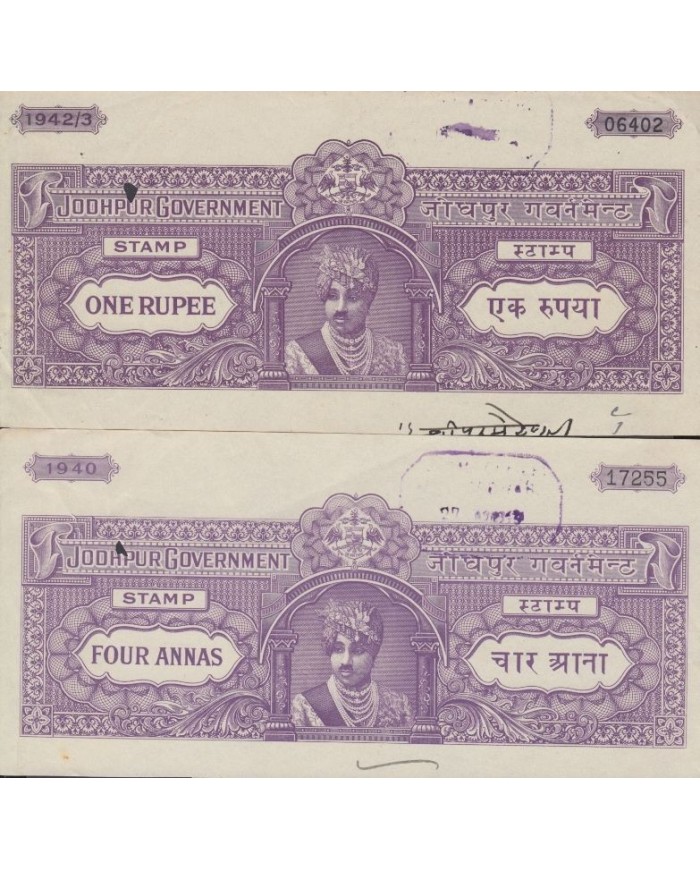 1942/3 06402
JODHPUR GOVERNMENT जोधपुर गवर्नमेन्ट
STAMP स्टाम्प
ONE RUPEE एक रुपया
1940 17255
JODHPUR GOVERNMENT जोधपुर गवर्नमेन्ट
STAMP स्टाम्प
FOUR ANNAS चार आना